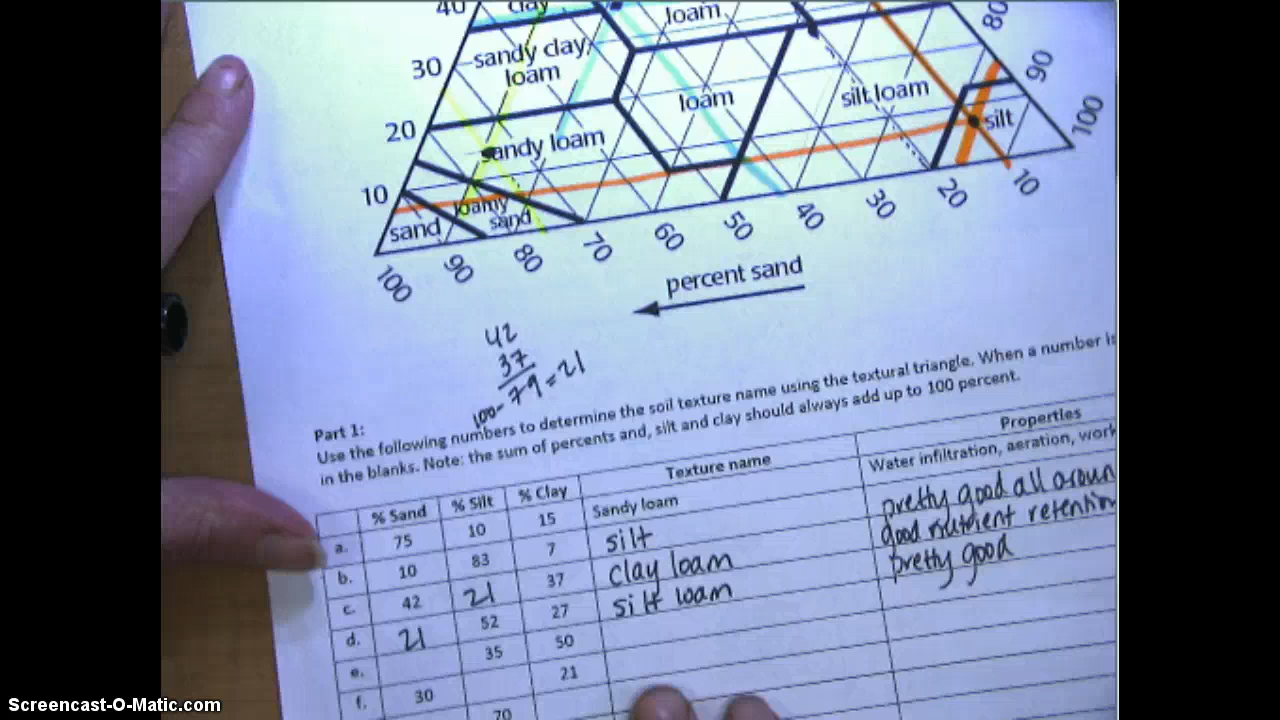 40 clay loam 80
30 sandy clay loam loam silt loam 90
20 sandy loam silt 100
10 loamy sand
sand
100 90 80 70 60 50 40 30 20 10
percent sand
42
37
100-79=21
Part 1:
Use the following numbers to determine the soil texture name using the textural triangle. When a number is
in the blanks. Note: the sum of percents and, silt and clay should always add up to 100 percent.
% Sand % Silt % Clay Texture name Properties
Water infiltration, aeration, work
a. 75 10 15 Sandy loam pretty good all aroun
b. 10 83 7 silt good nutrient retention
c. 42 21 37 clay loam pretty good
d. 21 52 27 silt loam
e. 35 50
f. 30 21
70
Screencast-O-Matic.com